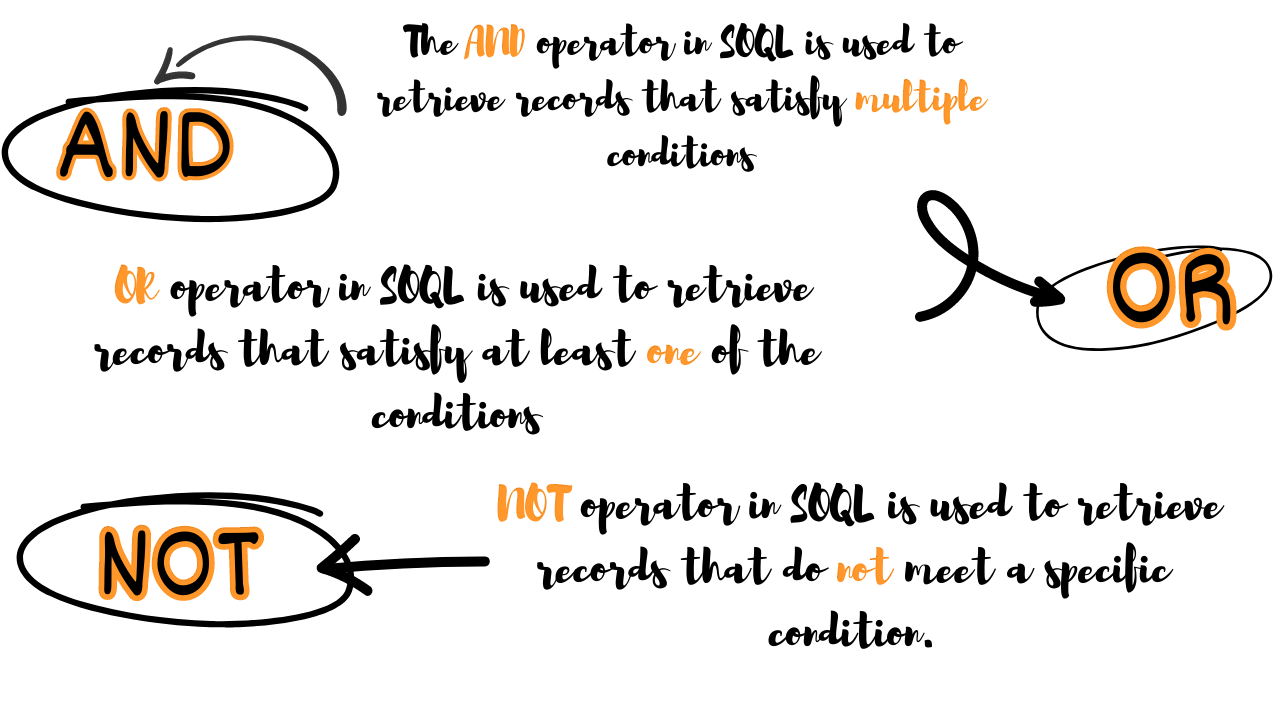 AND
The AND operator in SOQL is used to
retrieve records that satisfy multiple
conditions
OR
OR operator in SOQL is used to retrieve
records that satisfy at least one of the
conditions
NOT
NOT operator in SOQL is used to retrieve
records that do not meet a specific
condition.